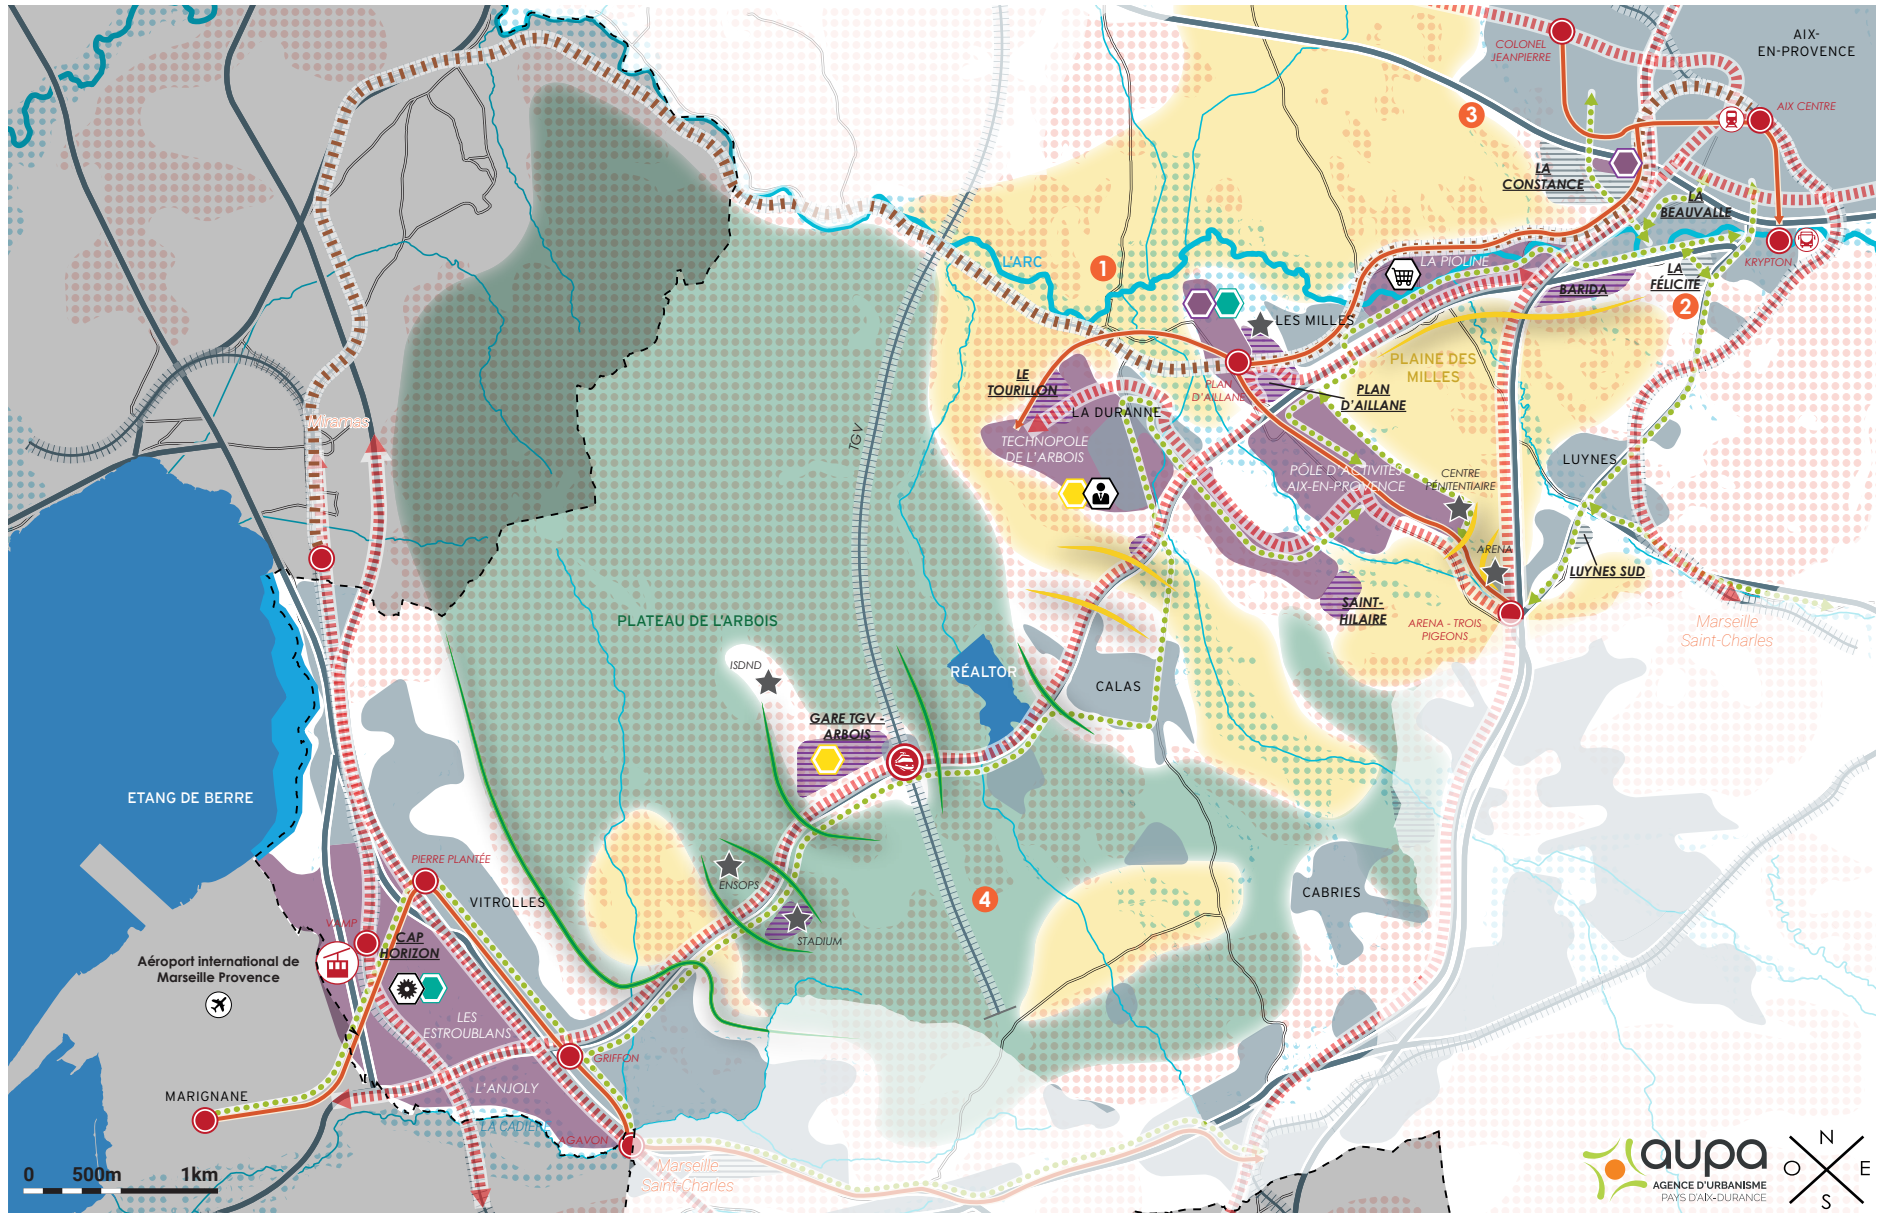 AIX-
EN-PROVENCE
COLONEL
JEANPIERRE
AIX CENTRE
3
LA
CONSTANCE
LA
BEAUVALLE
KRYPTON
L'ARC
1
LA PIOLINE
LA
FÉLICITÉ
BARIDA
2
LES MILLES
PLAINE DES
MILLES
LE
TOURILLON
PLAN
D'AILLANE
PLAN
D'AILLANE
LA DURANNE
Miramas
TGV
TECHNOPOLE
DE L'ARBOIS
PÔLE D'ACTIVITÉS
AIX-EN-PROVENCE
CENTRE
PÉNITENTIAIRE
LUYNES
ARENA
LUYNES SUD
SAINT-
HILAIRE
ARENA - TROIS
PIGEONS
Marseille
Saint-Charles
PLATEAU DE L'ARBOIS
ISDND
RÉALTOR
CALAS
GARE TGV -
ARBOIS
ETANG DE BERRE
PIERRE PLANTÉE
ENSOPS
VITROLLES
4
CABRIES
VAMP
CAP
HORIZON
STADIUM
Aéroport international de
Marseille Provence
LES
ESTROUBLANS
GRIFFON
L'ANJOLY
MARIGNANE
LA CADIÈRE
AGAVON
Marseille
Saint-Charles
0 500m 1km
aupa
AGENCE D'URBANISME
PAYS D'AIX-DURANCE
N
O E
S